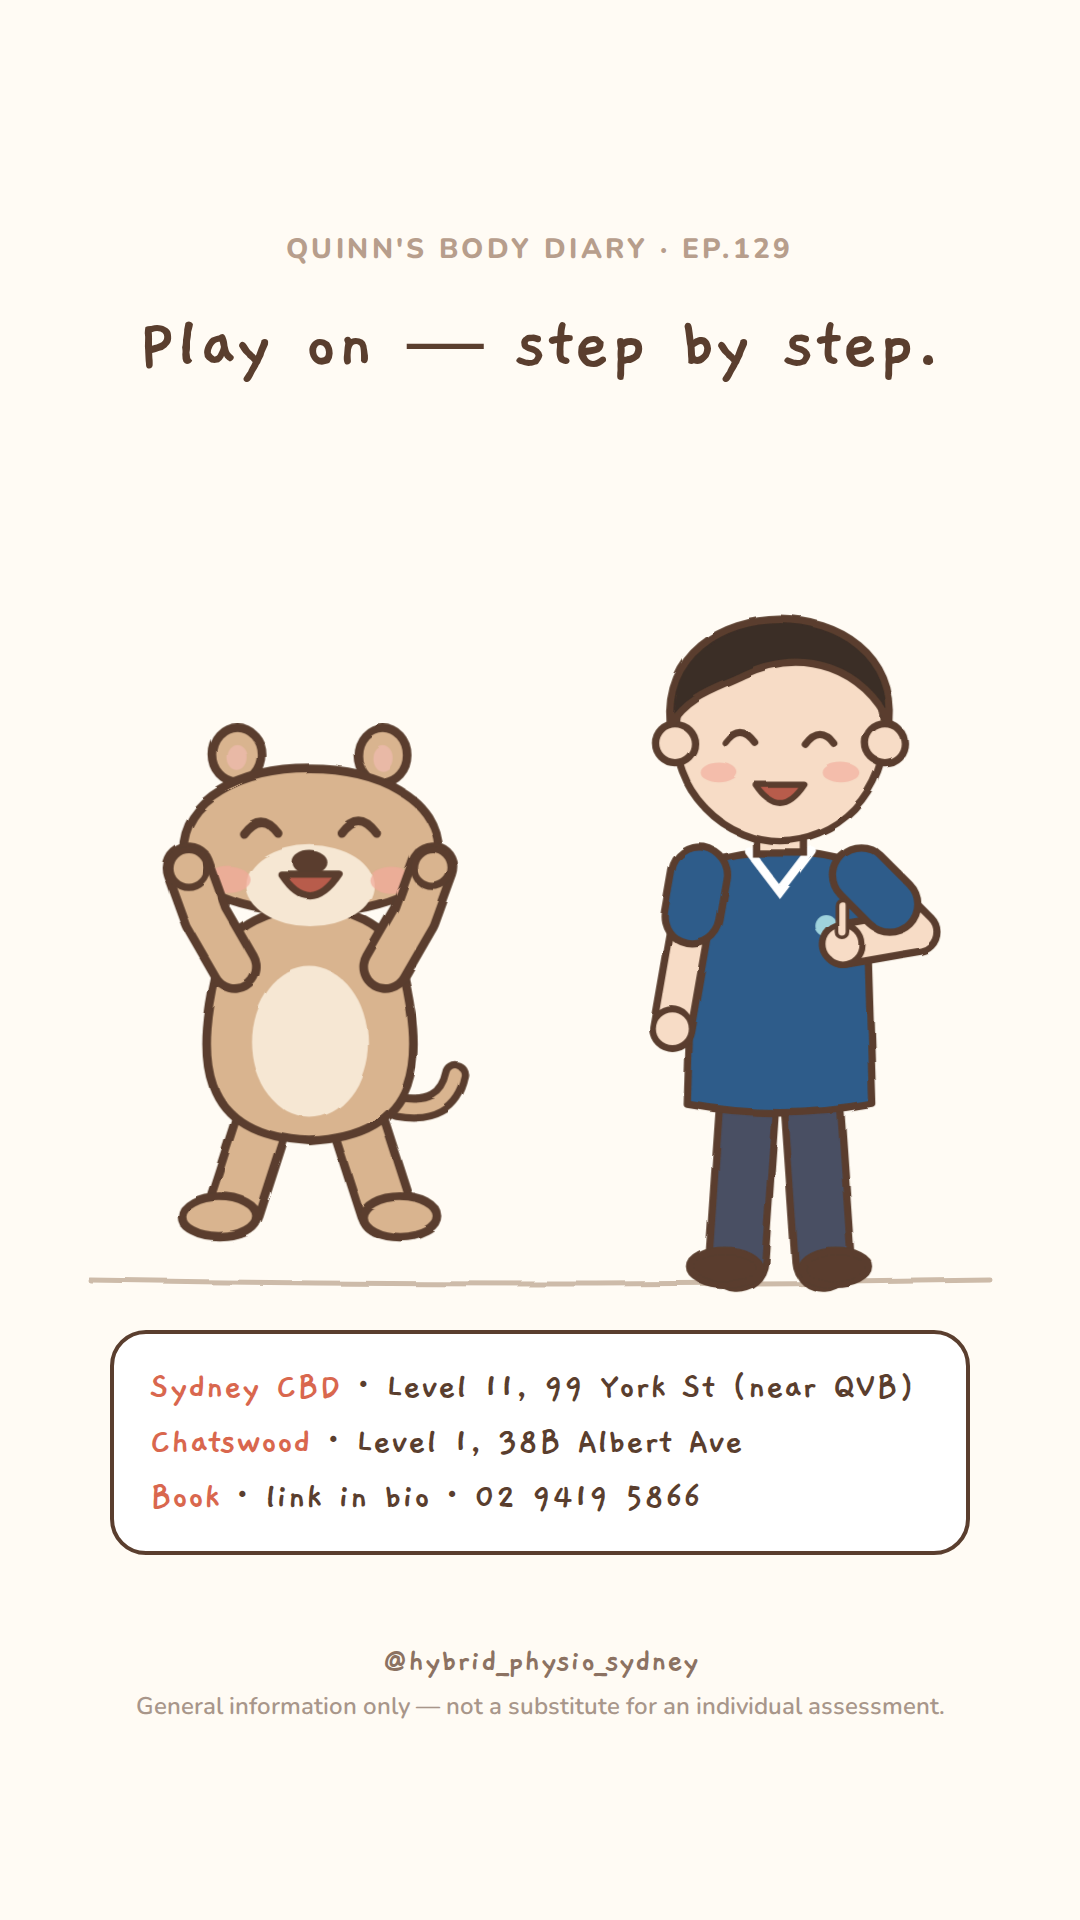 QUINN'S BODY DIARY · EP.129
Play on — step by step.
Sydney CBD · Level 11, 99 York St (near QVB)
Chatswood · Level 1, 38B Albert Ave
Book · link in bio · 02 9419 5866
@hybrid_physio_sydney
General information only — not a substitute for an individual assessment.